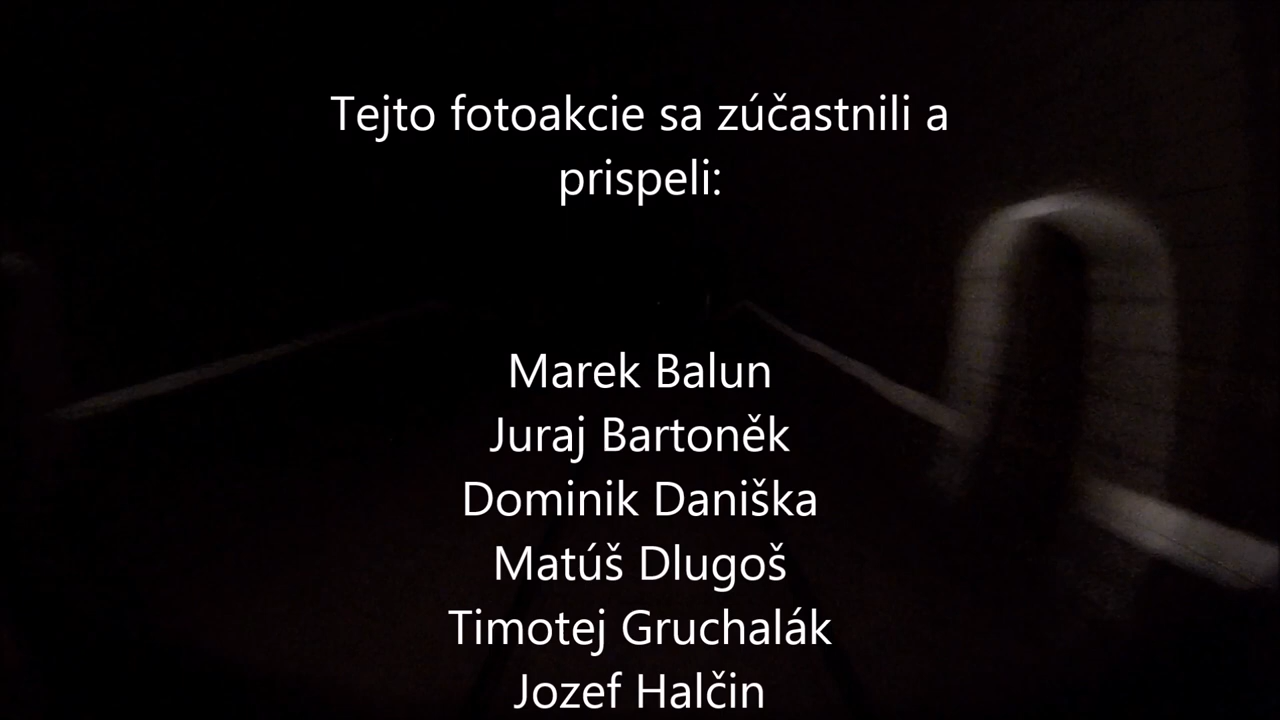 Tejto fotoakcie sa zúčastnili a
prispeli:
Marek Balun
Juraj Bartoněk
Dominik Daniška
Matúš Dlugoš
Timotej Gruchalák
Jozef Halčin